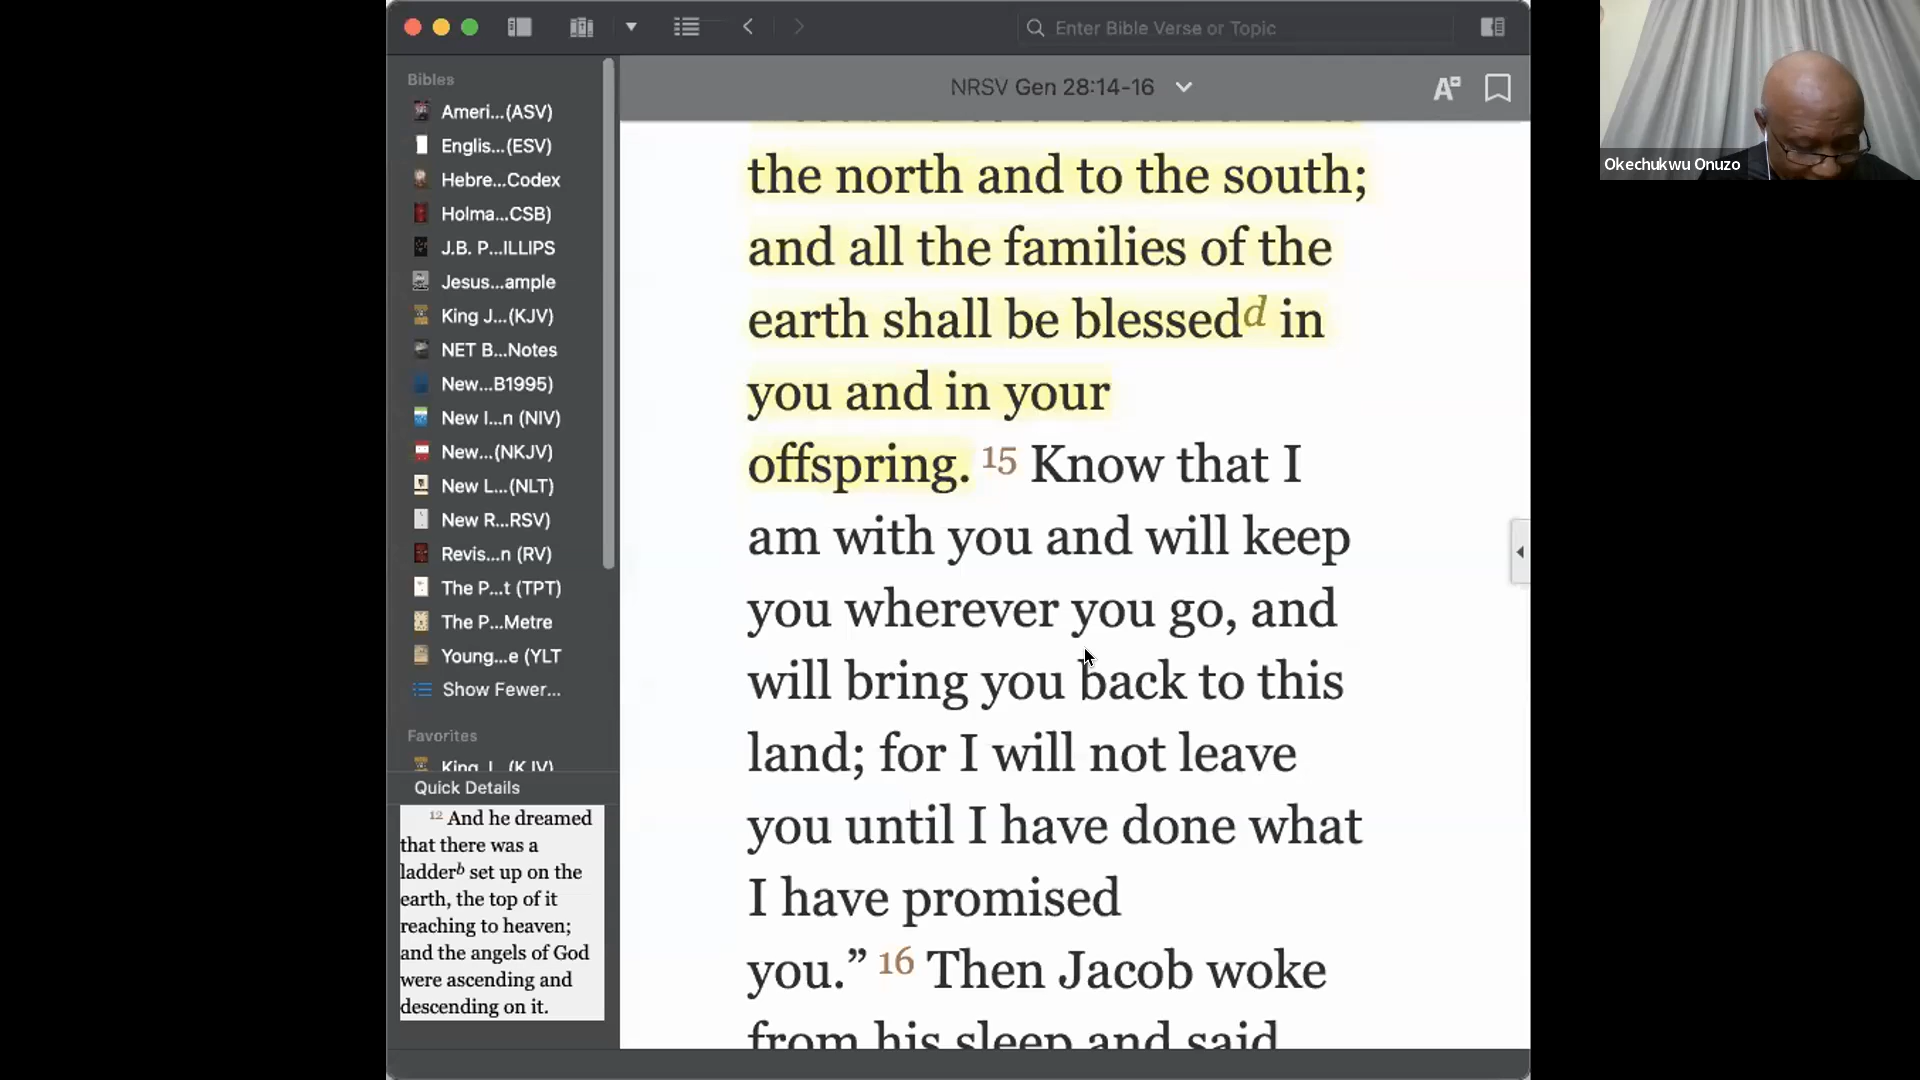 Enter Bible Verse or Topic
Bibles
Ameri...(ASV)
Englis...(ESV)
Hebre...Codex
Holma...CSB)
J.B. P...ILLIPS
Jesus...ample
King J...(KJV)
NET B...Notes
New...B1995)
New I...n (NIV)
New...(NKJV)
New L...(NLT)
New R...RSV)
Revis...n (RV)
The P...t (TPT)
The P...Metre
Young...e (YLT
Show Fewer...
Favorites
King J...(KJV)
Quick Details
12 And he dreamed
that there was a
ladderb set up on the
earth, the top of it
reaching to heaven;
and the angels of God
were ascending and
descending on it.
NRSV Gen 28:14-16
the north and to the south;
and all the families of the
earth shall be blessedd in
you and in your
offspring. 15 Know that I
am with you and will keep
you wherever you go, and
will bring you back to this
land; for I will not leave
you until I have done what
I have promised
you.” 16 Then Jacob woke
from his sleep and said
Okechukwu Onuzo